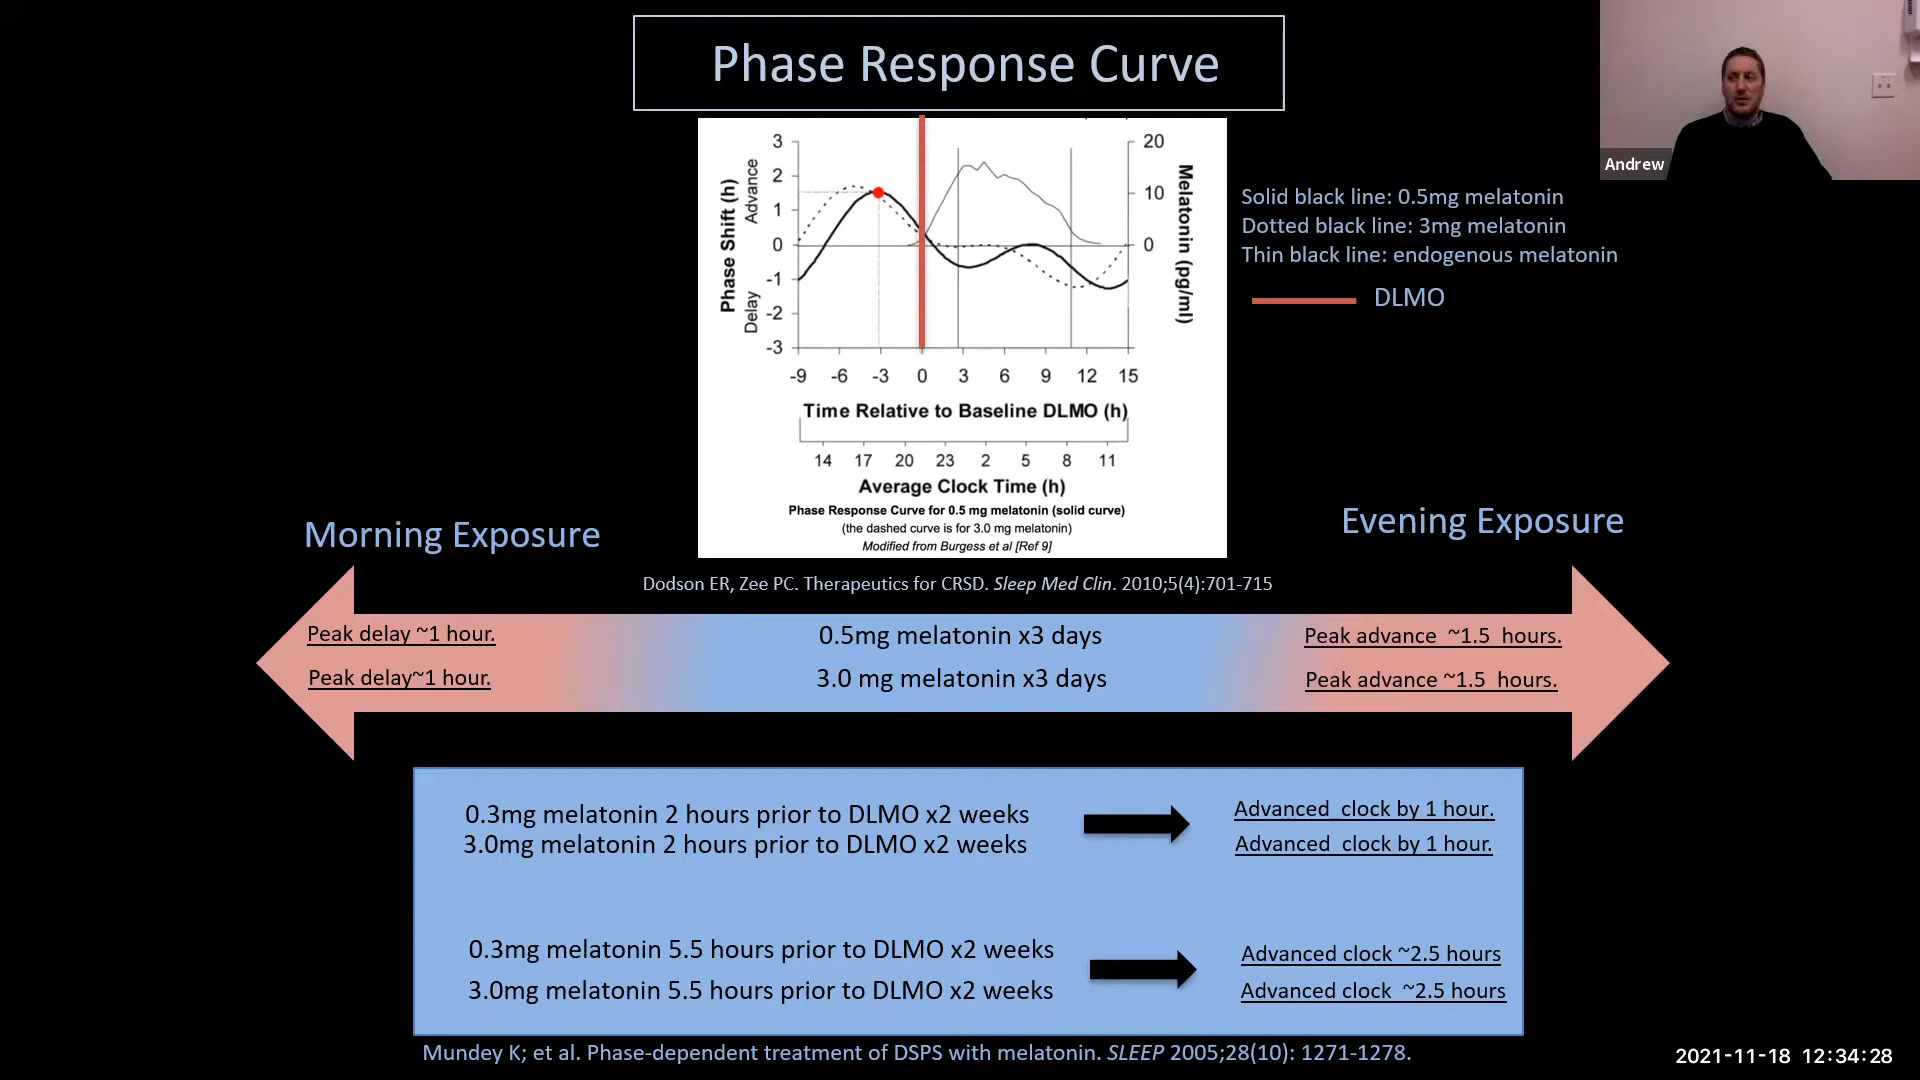 Phase Response Curve
Andrew
3
2
1
0
-1
-2
-3
Phase Shift (h)
Advance
Delay
20
10
0
Melatonin (pg/ml)
-9 -6 -3 0 3 6 9 12 15
Time Relative to Baseline DLMO (h)
14 17 20 23 2 5 8 11
Average Clock Time (h)
Phase Response Curve for 0.5 mg melatonin (solid curve)
(the dashed curve is for 3.0 mg melatonin)
Modified from Burgess et al [Ref 9]
Solid black line: 0.5mg melatonin
Dotted black line: 3mg melatonin
Thin black line: endogenous melatonin
DLMO
Morning Exposure
Evening Exposure
Dodson ER, Zee PC. Therapeutics for CRSD. Sleep Med Clin. 2010;5(4):701-715
Peak delay ~1 hour.
0.5mg melatonin x3 days
Peak advance ~1.5 hours.
Peak delay~1 hour.
3.0 mg melatonin x3 days
Peak advance ~1.5 hours.
0.3mg melatonin 2 hours prior to DLMO x2 weeks
Advanced clock by 1 hour.
3.0mg melatonin 2 hours prior to DLMO x2 weeks
Advanced clock by 1 hour.
0.3mg melatonin 5.5 hours prior to DLMO x2 weeks
Advanced clock ~2.5 hours
3.0mg melatonin 5.5 hours prior to DLMO x2 weeks
Advanced clock ~2.5 hours
Mundey K; et al. Phase-dependent treatment of DSPS with melatonin. SLEEP 2005;28(10): 1271-1278.
2021-11-18 12:34:28